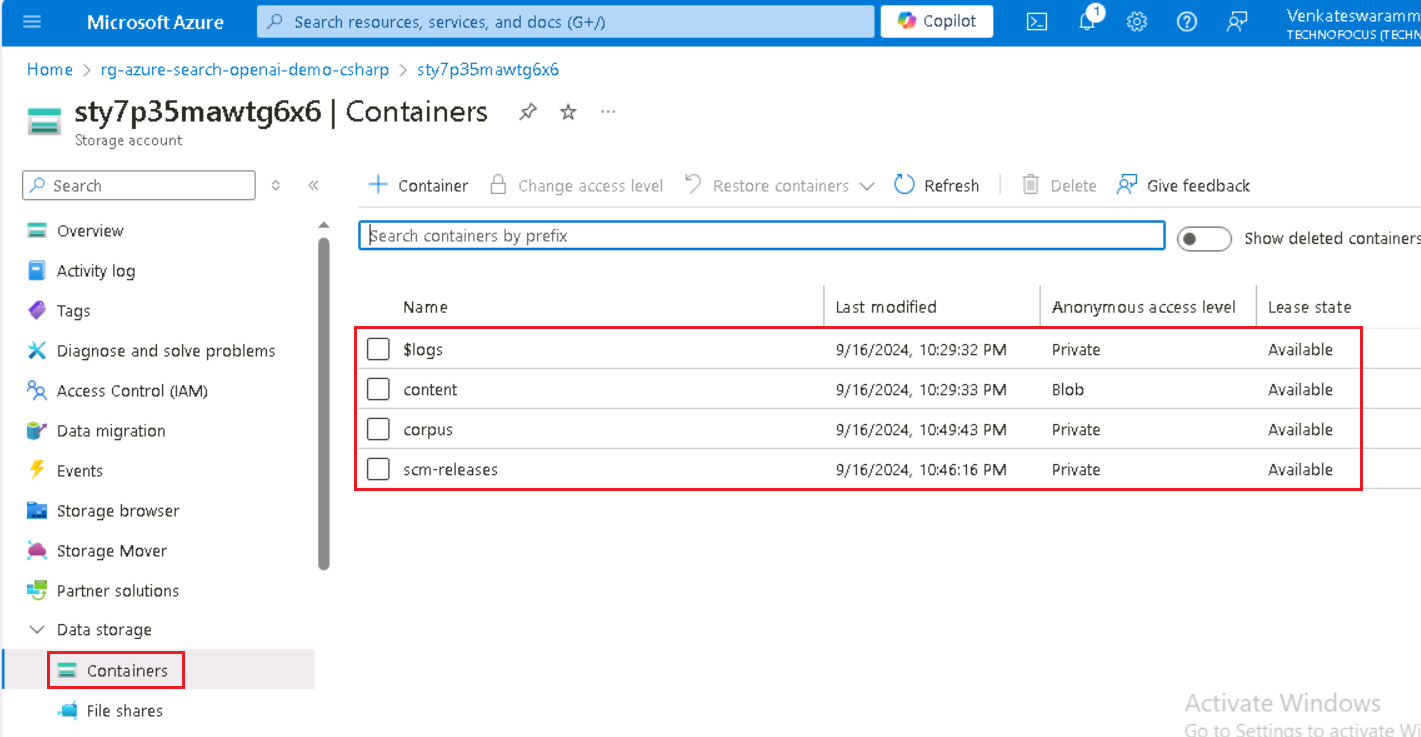 Microsoft Azure
Search resources, services, and docs (G+/)
Copilot
1
Venkateswaramm
TECHNOFOCUS (TECHN
Home > rg-azure-search-openai-demo-csharp > sty7p35mawtg6x6
sty7p35mawtg6x6 | Containers
Storage account
Search
Container Change access level Restore containers Refresh Delete Give feedback
Search containers by prefix
Show deleted containers
Overview
Activity log
Tags
Diagnose and solve problems
Access Control (IAM)
Data migration
Events
Storage browser
Storage Mover
Partner solutions
Data storage
Containers
File shares
Name Last modified Anonymous access level Lease state
$logs 9/16/2024, 10:29:32 PM Private Available
content 9/16/2024, 10:29:33 PM Blob Available
corpus 9/16/2024, 10:49:43 PM Private Available
scm-releases 9/16/2024, 10:46:16 PM Private Available
Activate Windows
Go to Settings to activate Wi